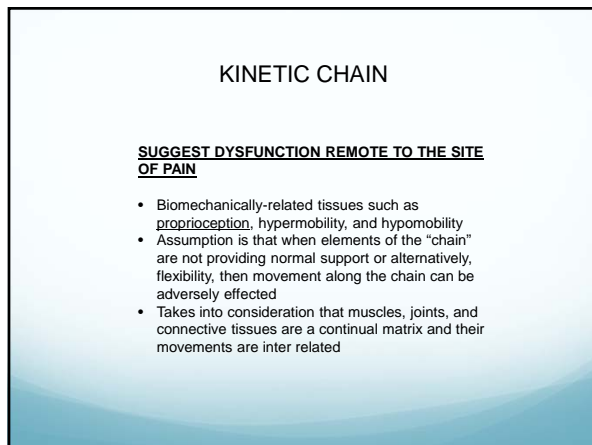 KINETIC CHAIN
SUGGEST DYSFUNCTION REMOTE TO THE SITE
OF PAIN
• Biomechanically-related tissues such as
proprioception, hypermobility, and hypomobility
• Assumption is that when elements of the “chain”
are not providing normal support or alternatively,
flexibility, then movement along the chain can be
adversely effected
• Takes into consideration that muscles, joints, and
connective tissues are a continual matrix and their
movements are inter related